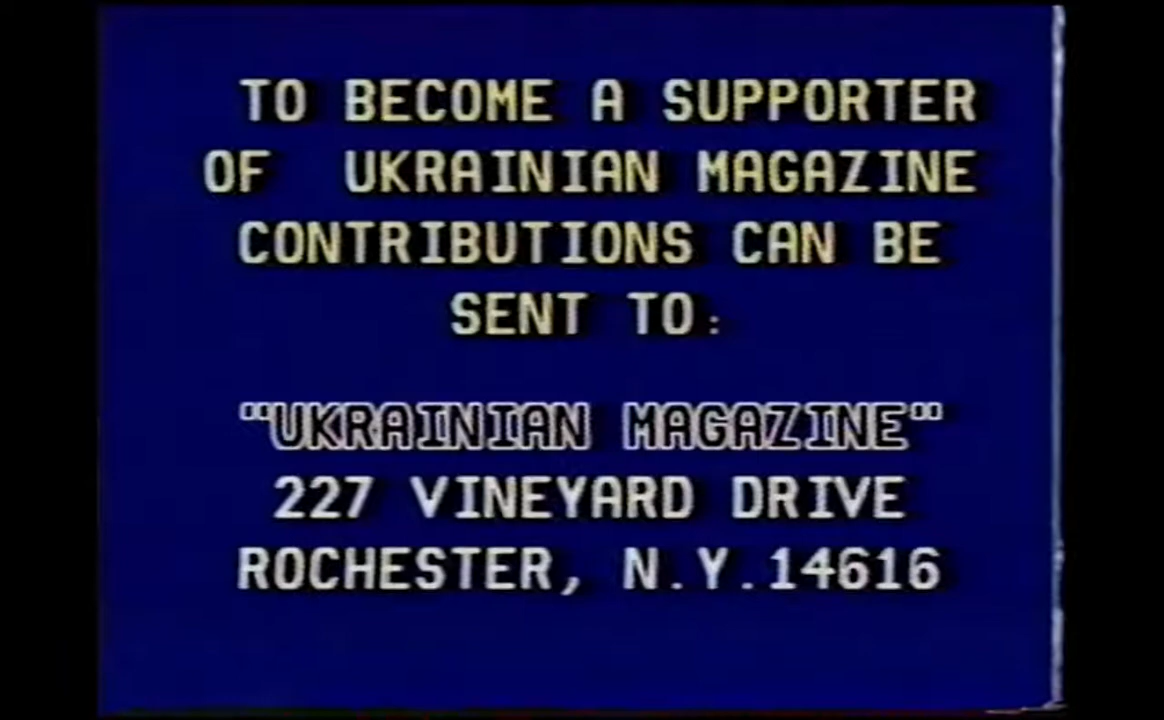 TO BECOME A SUPPORTER
OF UKRAINIAN MAGAZINE
CONTRIBUTIONS CAN BE
SENT TO:
"UKRAINIAN MAGAZINE"
227 VINEYARD DRIVE
ROCHESTER, N.Y.14616